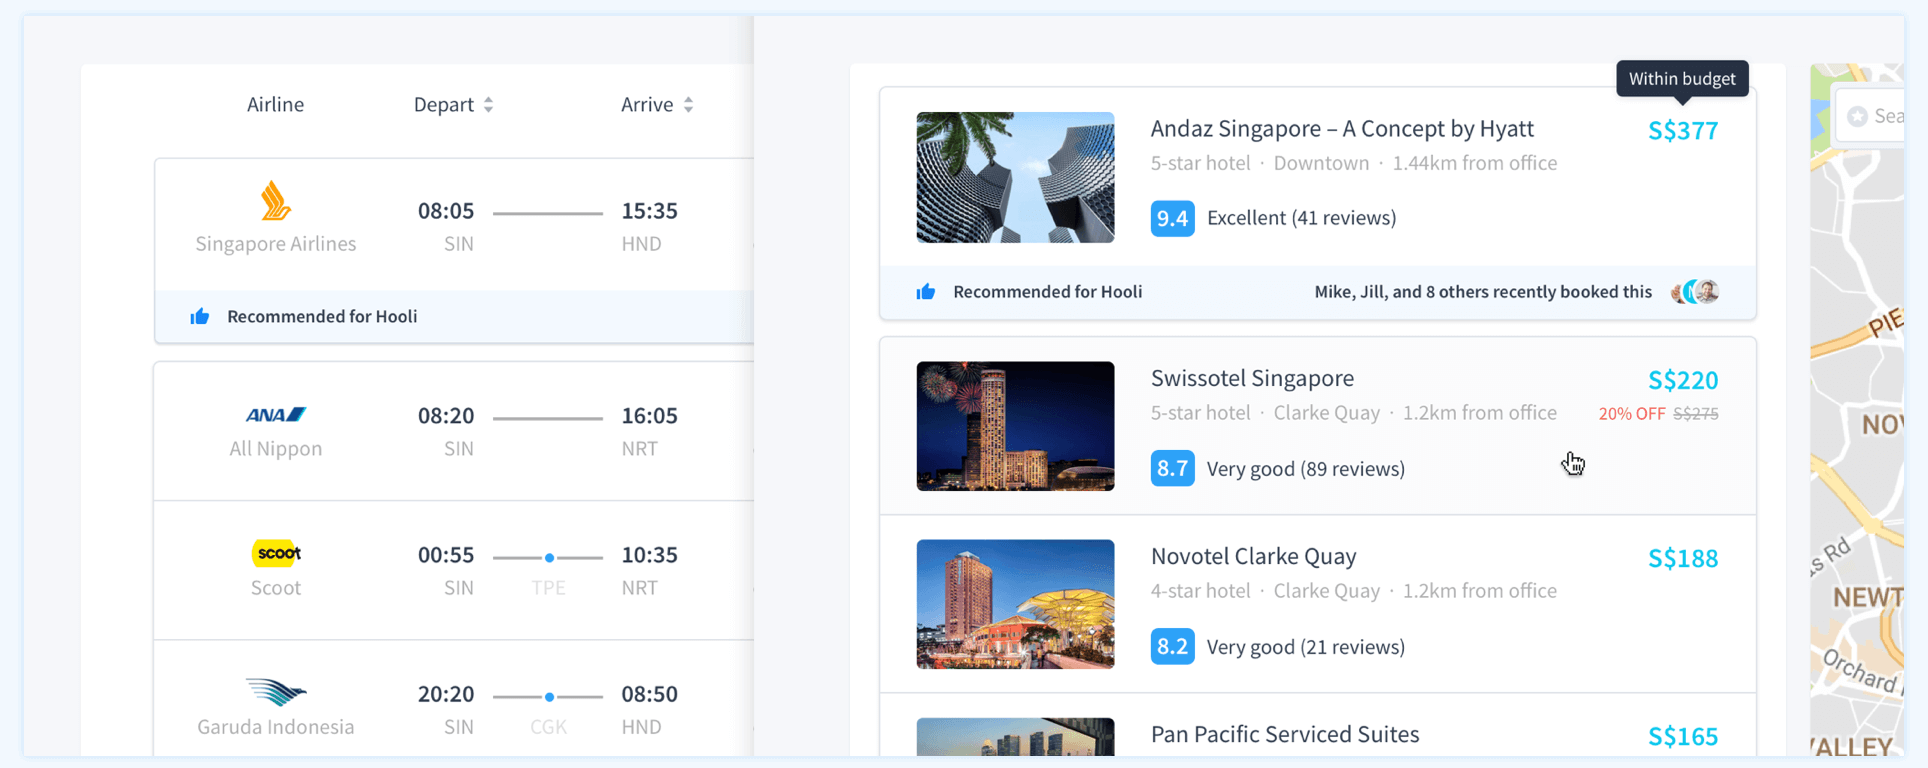 Airline Depart Arrive
08:05 15:35
Singapore Airlines SIN HND
Recommended for Hooli
ANA 08:20 16:05
All Nippon SIN NRT
scoot 00:55 10:35
Scoot SIN TPE NRT
20:20 08:50
Garuda Indonesia SIN CGK HND
Within budget
Andaz Singapore – A Concept by Hyatt S$377
5-star hotel · Downtown · 1.44km from office
9.4 Excellent (41 reviews)
Recommended for Hooli Mike, Jill, and 8 others recently booked this
Swissotel Singapore S$220
5-star hotel · Clarke Quay · 1.2km from office 20% OFF S$275
8.7 Very good (89 reviews)
Novotel Clarke Quay S$188
4-star hotel · Clarke Quay · 1.2km from office
8.2 Very good (21 reviews)
Pan Pacific Serviced Suites S$165
Sea
PIE
NOV
s Rd
NEWT
Orchard
VALLEY